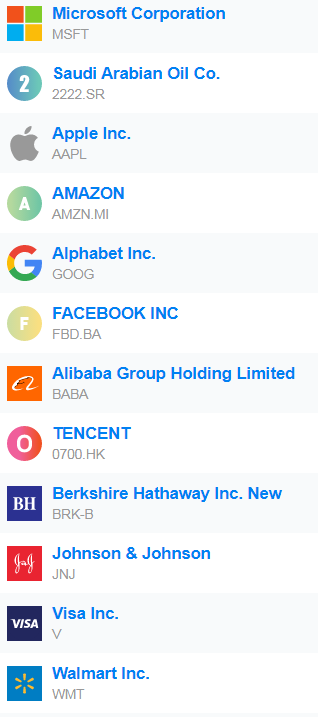 Microsoft Corporation
MSFT
2
Saudi Arabian Oil Co.
2222.SR
Apple Inc.
AAPL
A
AMAZON
AMZN.MI
G
Alphabet Inc.
GOOG
F
FACEBOOK INC
FBD.BA
Alibaba Group Holding Limited
BABA
0
TENCENT
0700.HK
BH
Berkshire Hathaway Inc. New
BRK-B
J&J
Johnson & Johnson
JNJ
VISA
Visa Inc.
V
Walmart Inc.
WMT